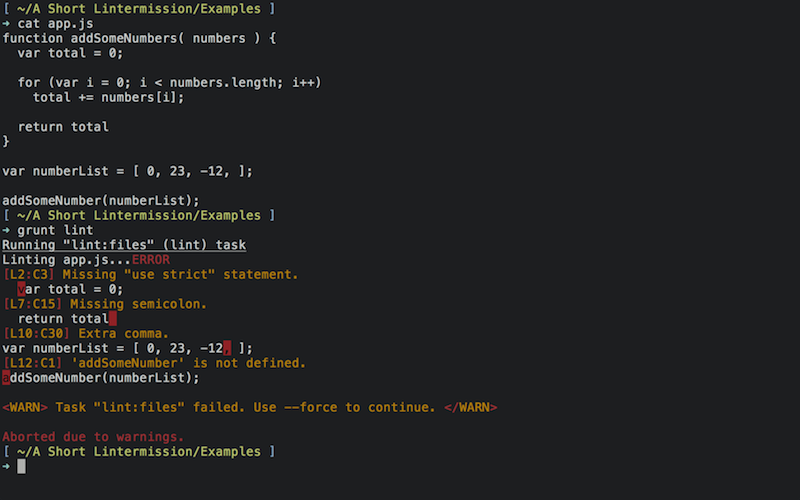 [ ~/A Short Lintermission/Examples ]
→ cat app.js
function addSomeNumbers( numbers ) {
  var total = 0;

  for (var i = 0; i < numbers.length; i++)
    total += numbers[i];

  return total
}

var numberList = [ 0, 23, -12, ];

addSomeNumber(numberList);
[ ~/A Short Lintermission/Examples ]
→ grunt lint
Running "lint:files" (lint) task
Linting app.js...ERROR
[L2:C3] Missing "use strict" statement.
  var total = 0;
[L7:C15] Missing semicolon.
  return total
[L10:C30] Extra comma.
var numberList = [ 0, 23, -12, ];
[L12:C1] 'addSomeNumber' is not defined.
addSomeNumber(numberList);

<WARN> Task "lint:files" failed. Use --force to continue. </WARN>

Aborted due to warnings.
[ ~/A Short Lintermission/Examples ]
→